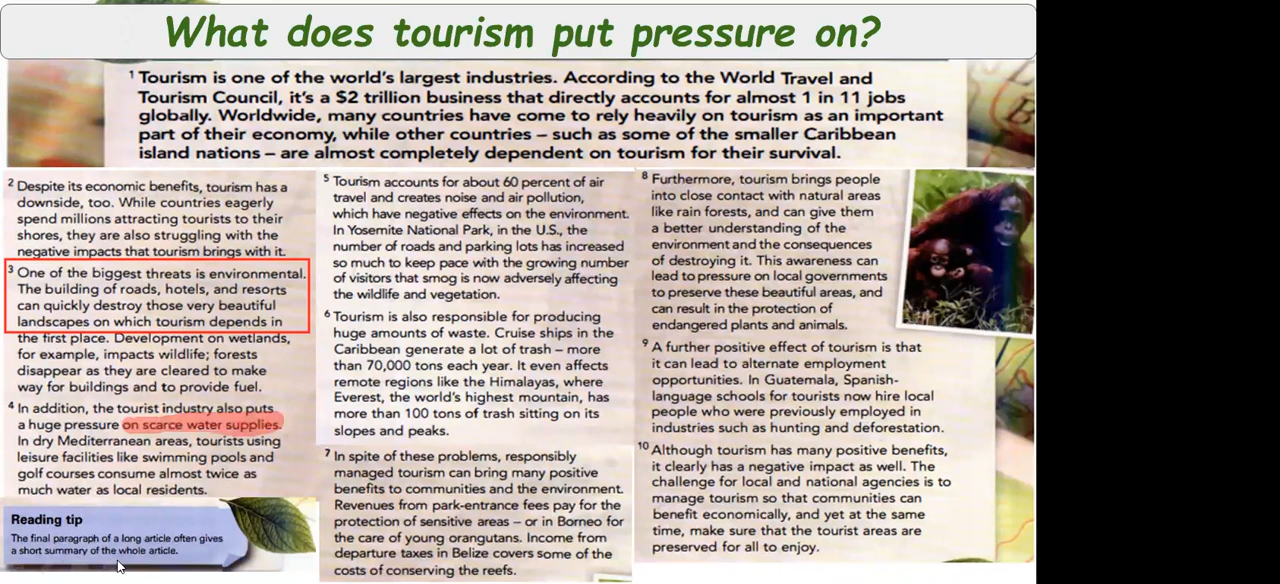 What does tourism put pressure on?
1 Tourism is one of the world's largest industries. According to the World Travel and
Tourism Council, it's a $2 trillion business that directly accounts for almost 1 in 11 jobs
globally. Worldwide, many countries have come to rely heavily on tourism as an important
part of their economy, while other countries – such as some of the smaller Caribbean
island nations – are almost completely dependent on tourism for their survival.
2 Despite its economic benefits, tourism has a
downside, too. While countries eagerly
spend millions attracting tourists to their
shores, they are also struggling with the
negative impacts that tourism brings with it.
3 One of the biggest threats is environmental.
The building of roads, hotels, and resorts
can quickly destroy those very beautiful
landscapes on which tourism depends in
the first place. Development on wetlands,
for example, impacts wildlife; forests
disappear as they are cleared to make
way for buildings and to provide fuel.
4 In addition, the tourist industry also puts
a huge pressure on scarce water supplies.
In dry Mediterranean areas, tourists using
leisure facilities like swimming pools and
golf courses consume almost twice as
much water as local residents.
Reading tip
The final paragraph of a long article often gives
a short summary of the whole article.
5 Tourism accounts for about 60 percent of air
travel and creates noise and air pollution,
which have negative effects on the environment.
In Yosemite National Park, in the U.S., the
number of roads and parking lots has increased
so much to keep pace with the growing number
of visitors that smog is now adversely affecting
the wildlife and vegetation.
6 Tourism is also responsible for producing
huge amounts of waste. Cruise ships in the
Caribbean generate a lot of trash – more
than 70,000 tons each year. It even affects
remote regions like the Himalayas, where
Everest, the world's highest mountain, has
more than 100 tons of trash sitting on its
slopes and peaks.
7 In spite of these problems, responsibly
managed tourism can bring many positive
benefits to communities and the environment.
Revenues from park-entrance fees pay for the
protection of sensitive areas – or in Borneo for
the care of young orangutans. Income from
departure taxes in Belize covers some of the
costs of conserving the reefs.
8 Furthermore, tourism brings people
into close contact with natural areas
like rain forests, and can give them
a better understanding of the
environment and the consequences
of destroying it. This awareness can
lead to pressure on local governments
to preserve these beautiful areas, and
can result in the protection of
endangered plants and animals.
9 A further positive effect of tourism is that
it can lead to alternate employment
opportunities. In Guatemala, Spanish-
language schools for tourists now hire local
people who were previously employed in
industries such as hunting and deforestation.
10 Although tourism has many positive benefits,
it clearly has a negative impact as well. The
challenge for local and national agencies is to
manage tourism so that communities can
benefit economically, and yet at the same
time, make sure that the tourist areas are
preserved for all to enjoy.